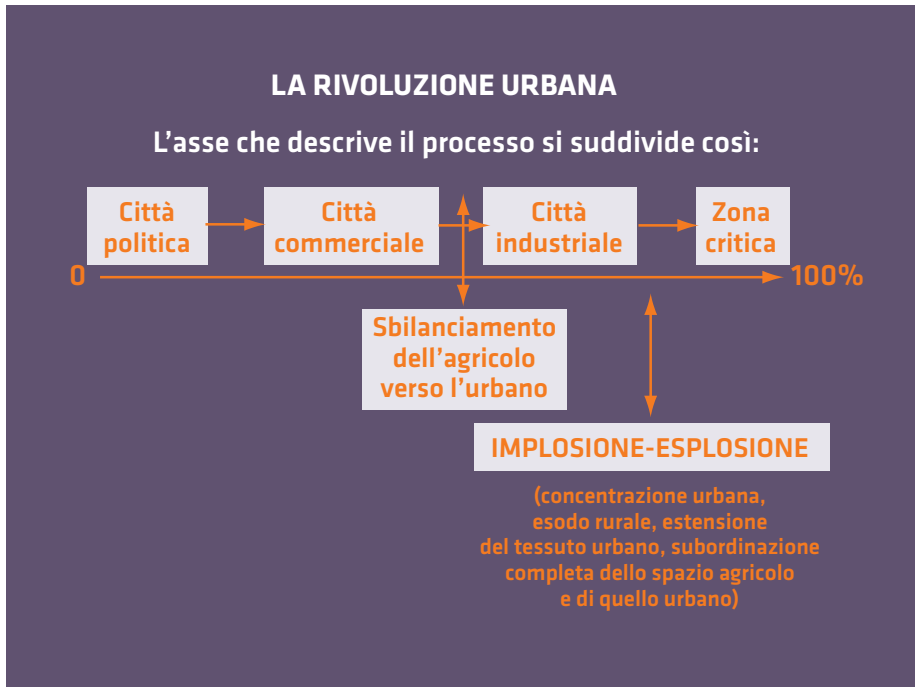 LA RIVOLUZIONE URBANA
L'asse che descrive il processo si suddivide così:
Città
politica
Città
commerciale
Città
industriale
Zona
critica
0
100%
Sbilanciamento
dell'agricolo
verso l'urbano
IMPLOSIONE-ESPLOSIONE
(concentrazione urbana,
esodo rurale, estensione
del tessuto urbano, subordinazione
completa dello spazio agricolo
e di quello urbano)